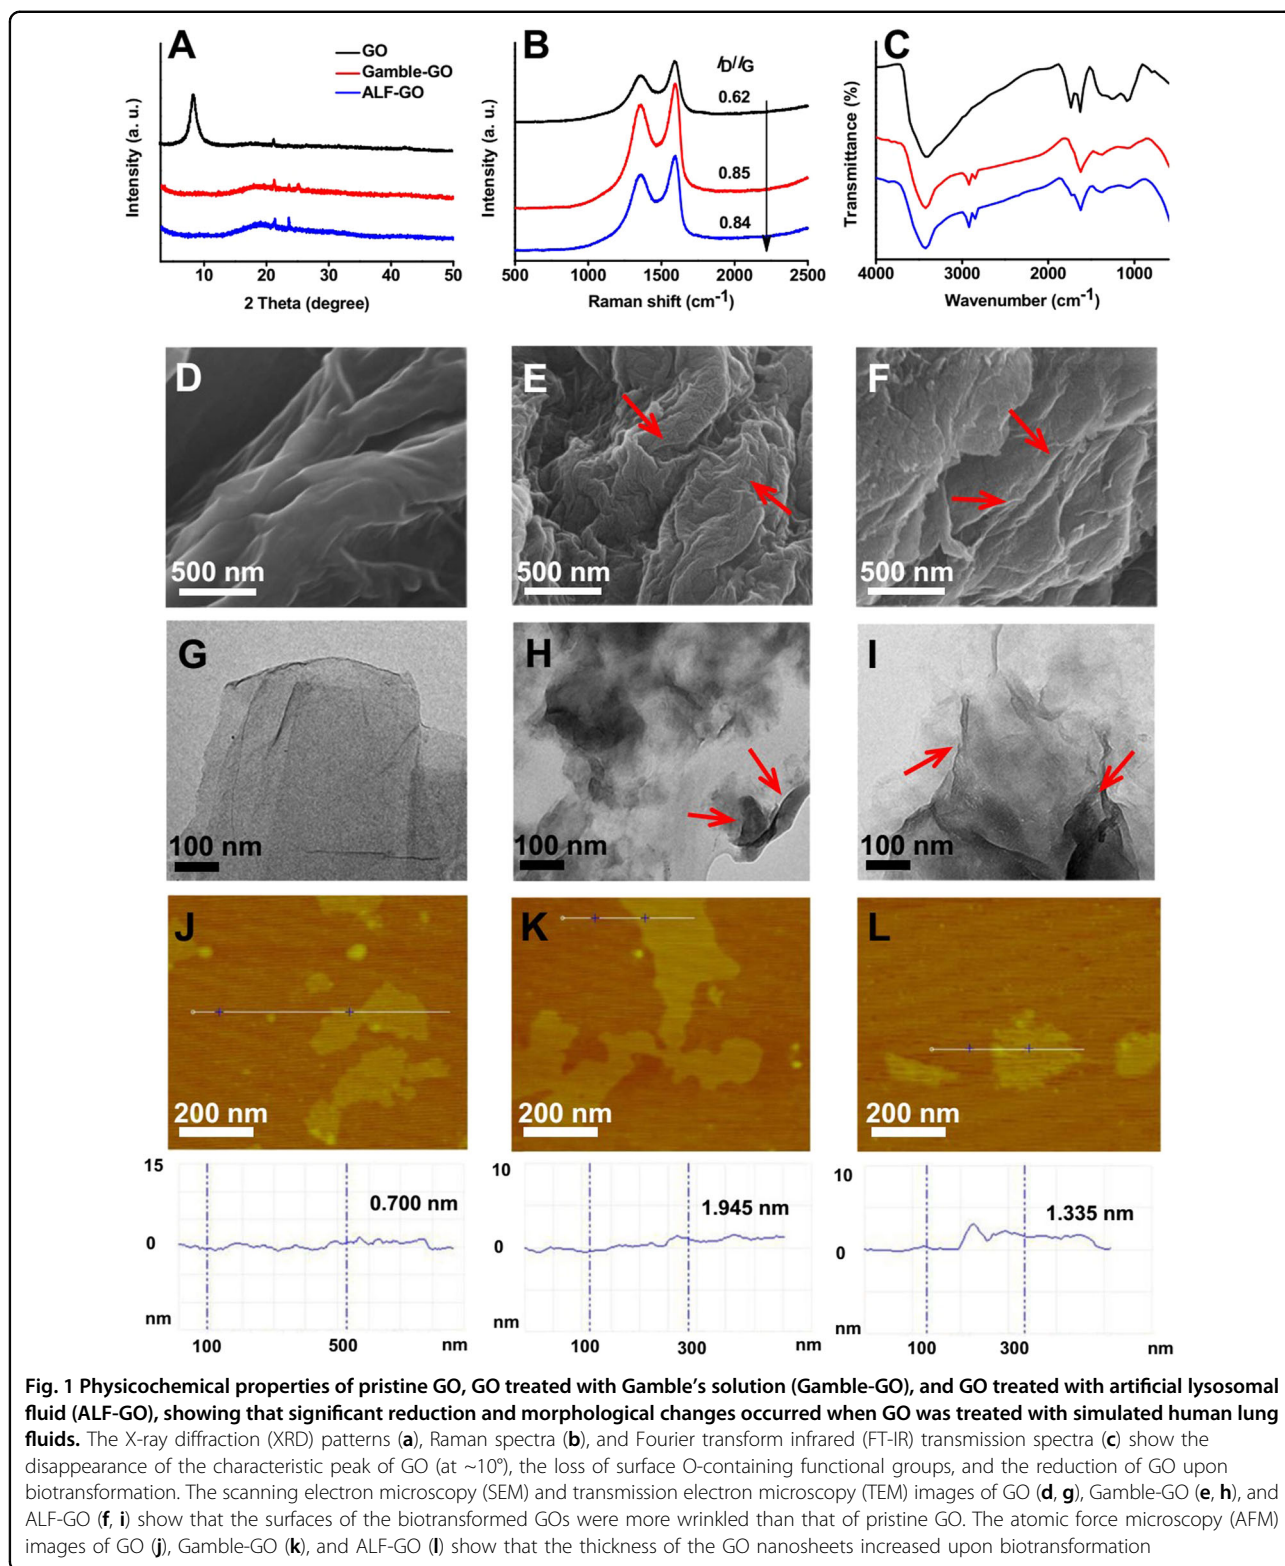 A
GO
Gamble-GO
ALF-GO
Intensity (a. u.)
10
20
30
40
50
2 Theta (degree)
B
ID/IG
0.62
0.85
0.84
Intensity (a. u.)
500
1000
1500
2000
2500
Raman shift (cm-1)
C
Transmittance (%)
4000
3000
2000
1000
Wavenumber (cm-1)
D
500 nm
E
500 nm
F
500 nm
G
100 nm
H
100 nm
I
100 nm
J
200 nm
K
200 nm
L
200 nm
15
0.700 nm
0
nm
100
500
nm
10
1.945 nm
0
nm
100
300
nm
10
1.335 nm
0
nm
100
300
nm
Fig. 1 Physicochemical properties of pristine GO, GO treated with Gamble's solution (Gamble-GO), and GO treated with artificial lysosomal
fluid (ALF-GO), showing that significant reduction and morphological changes occurred when GO was treated with simulated human lung
fluids. The X-ray diffraction (XRD) patterns (a), Raman spectra (b), and Fourier transform infrared (FT-IR) transmission spectra (c) show the
disappearance of the characteristic peak of GO (at ~10°), the loss of surface O-containing functional groups, and the reduction of GO upon
biotransformation. The scanning electron microscopy (SEM) and transmission electron microscopy (TEM) images of GO (d, g), Gamble-GO (e, h), and
ALF-GO (f, i) show that the surfaces of the biotransformed GOs were more wrinkled than that of pristine GO. The atomic force microscopy (AFM)
images of GO (j), Gamble-GO (k), and ALF-GO (l) show that the thickness of the GO nanosheets increased upon biotransformation